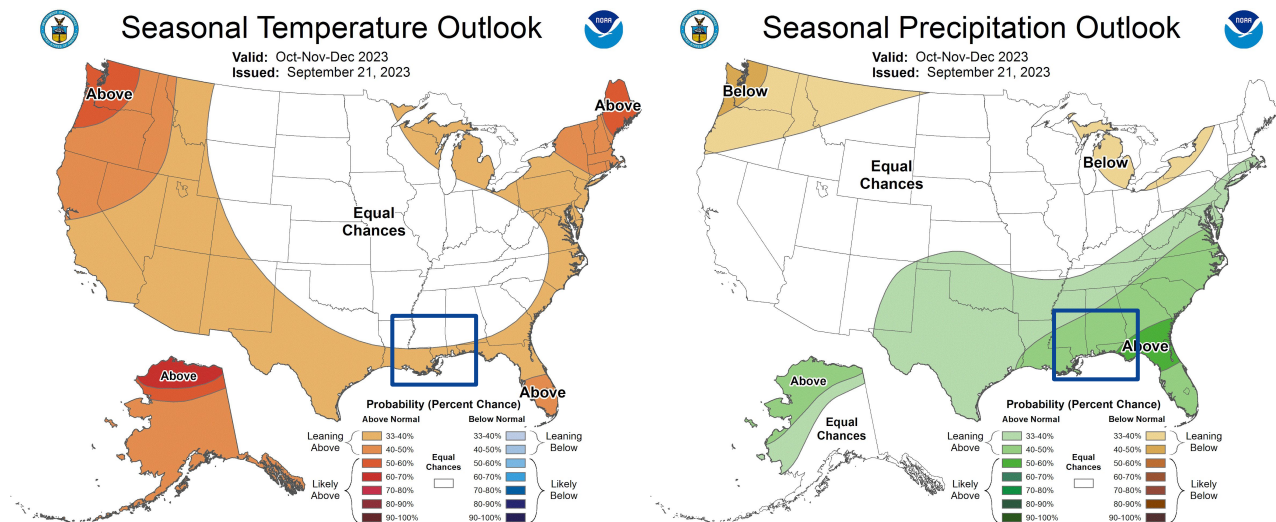 Seasonal Temperature Outlook
NOAA
Valid: Oct-Nov-Dec 2023
Issued: September 21, 2023
Above
Above
Equal
Chances
Above
Above
Probability (Percent Chance)
Above Normal
Below Normal
Leaning
Above
33-40%
40-50%
Likely
Above
50-60%
60-70%
70-80%
80-90%
90-100%
Equal
Chances
33-40%
40-50%
Leaning
Below
50-60%
60-70%
70-80%
80-90%
90-100%
Likely
Below
Seasonal Precipitation Outlook
NOAA
Valid: Oct-Nov-Dec 2023
Issued: September 21, 2023
Below
Equal
Chances
Below
Above
Above
Equal
Chances
Probability (Percent Chance)
Above Normal
Below Normal
Leaning
Above
33-40%
40-50%
Likely
Above
50-60%
60-70%
70-80%
80-90%
90-100%
Equal
Chances
33-40%
40-50%
Leaning
Below
50-60%
60-70%
70-80%
80-90%
90-100%
Likely
Below